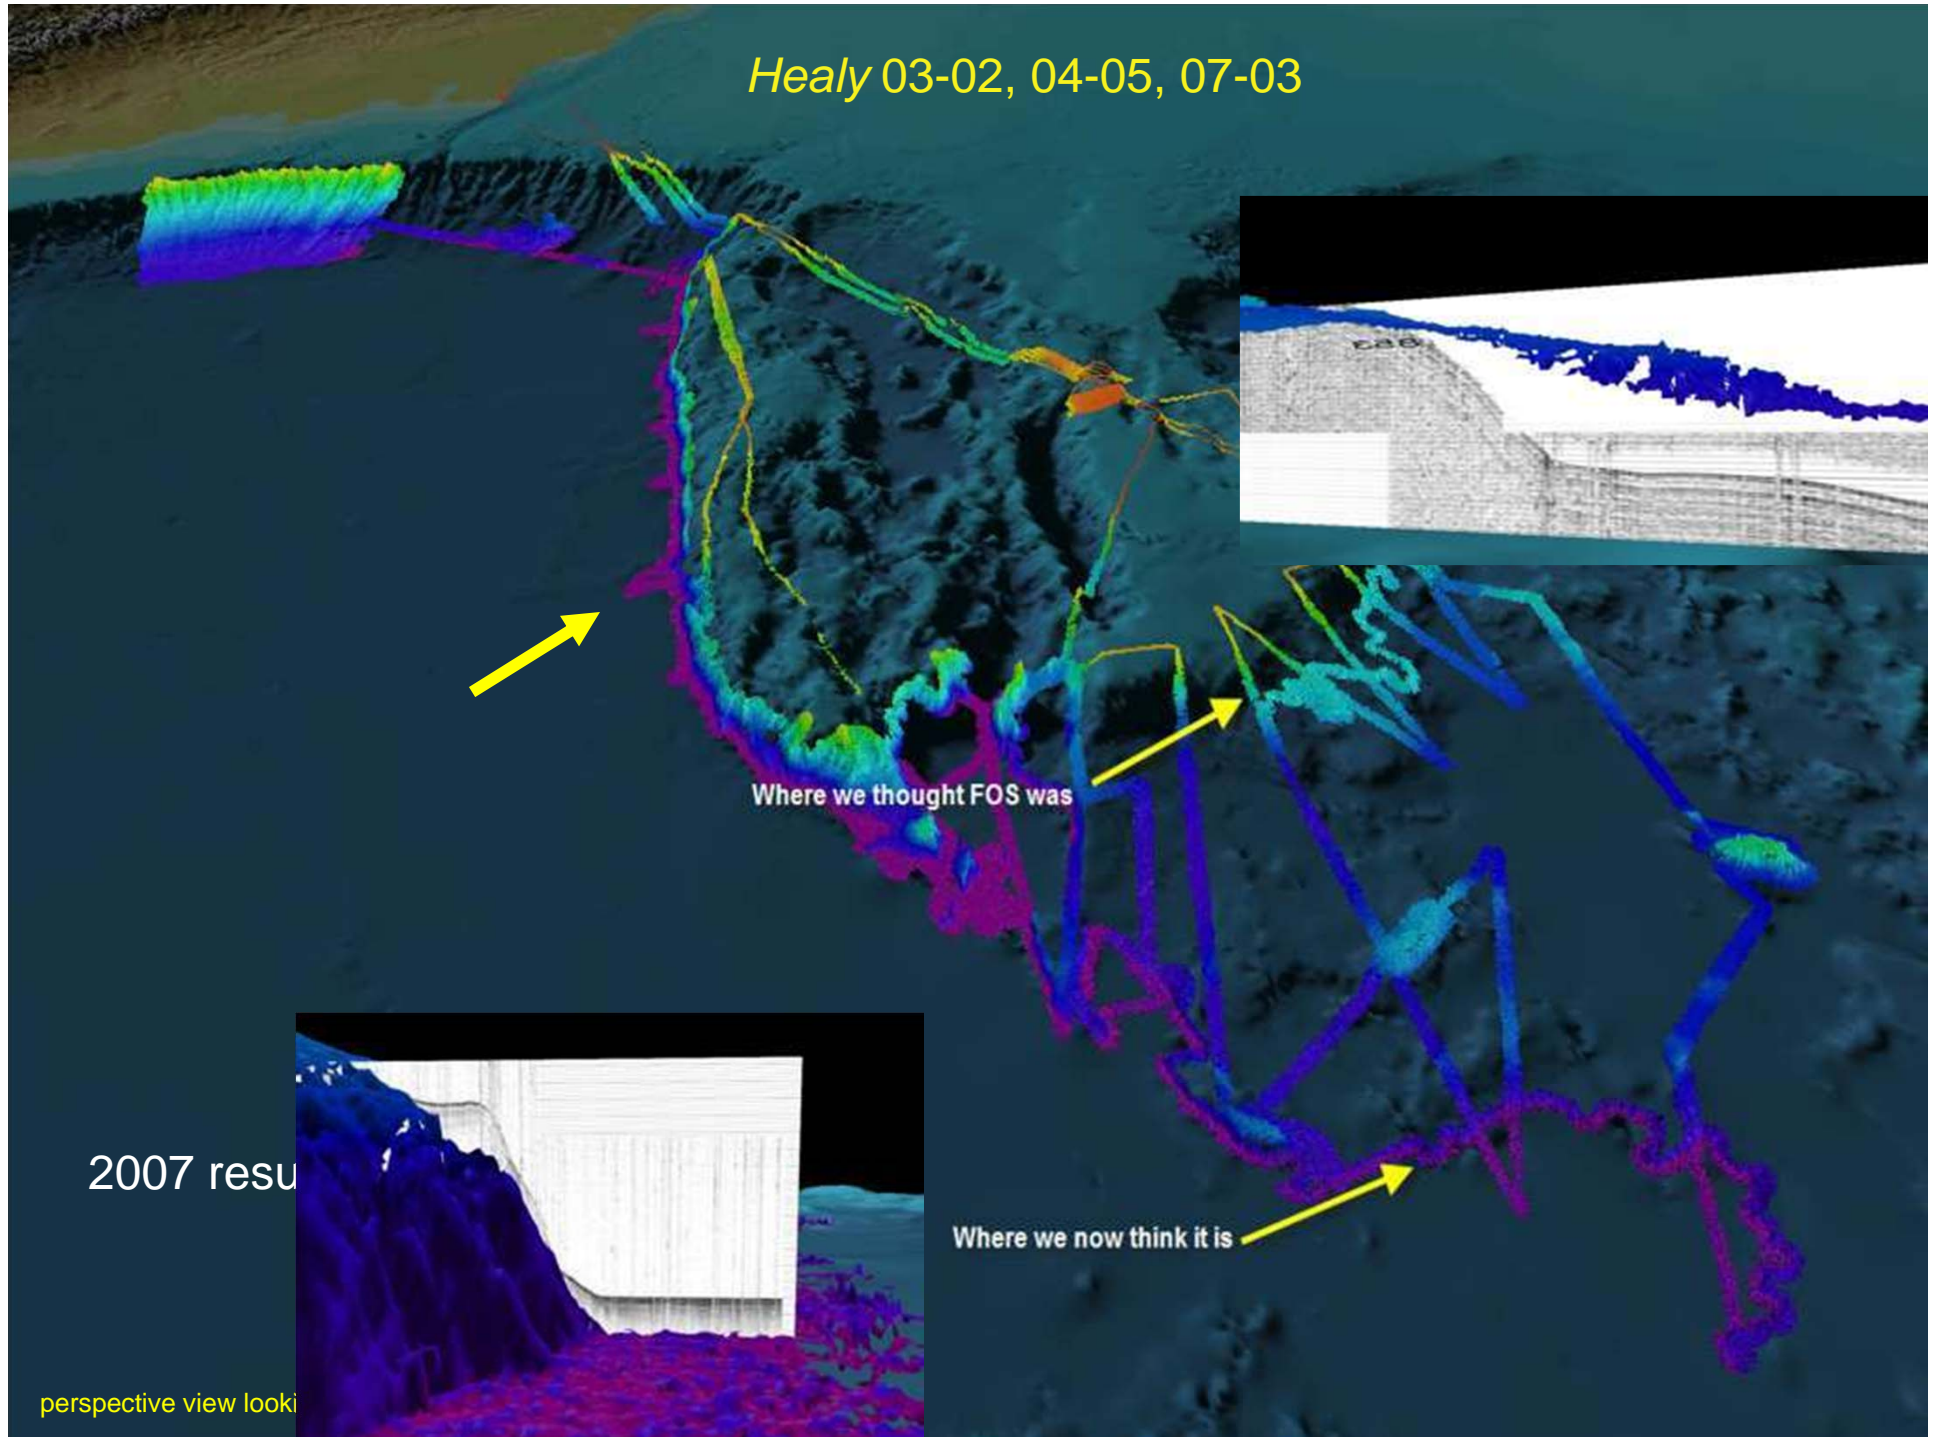 Healy 03-02, 04-05, 07-03
Where we thought FOS was
2007 resu
Where we now think it is
perspective view looki